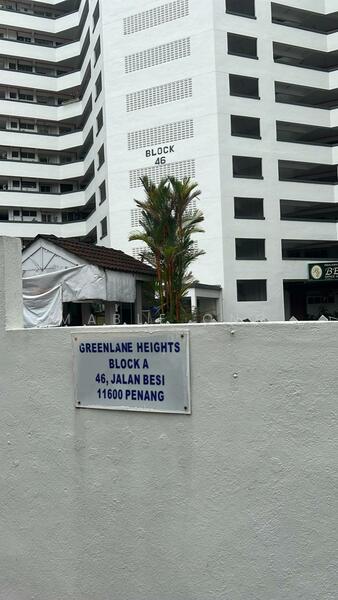 BLOCK
46
GREENLANE HEIGHTS
BLOCK A
46, JALAN BESI
11600 PENANG